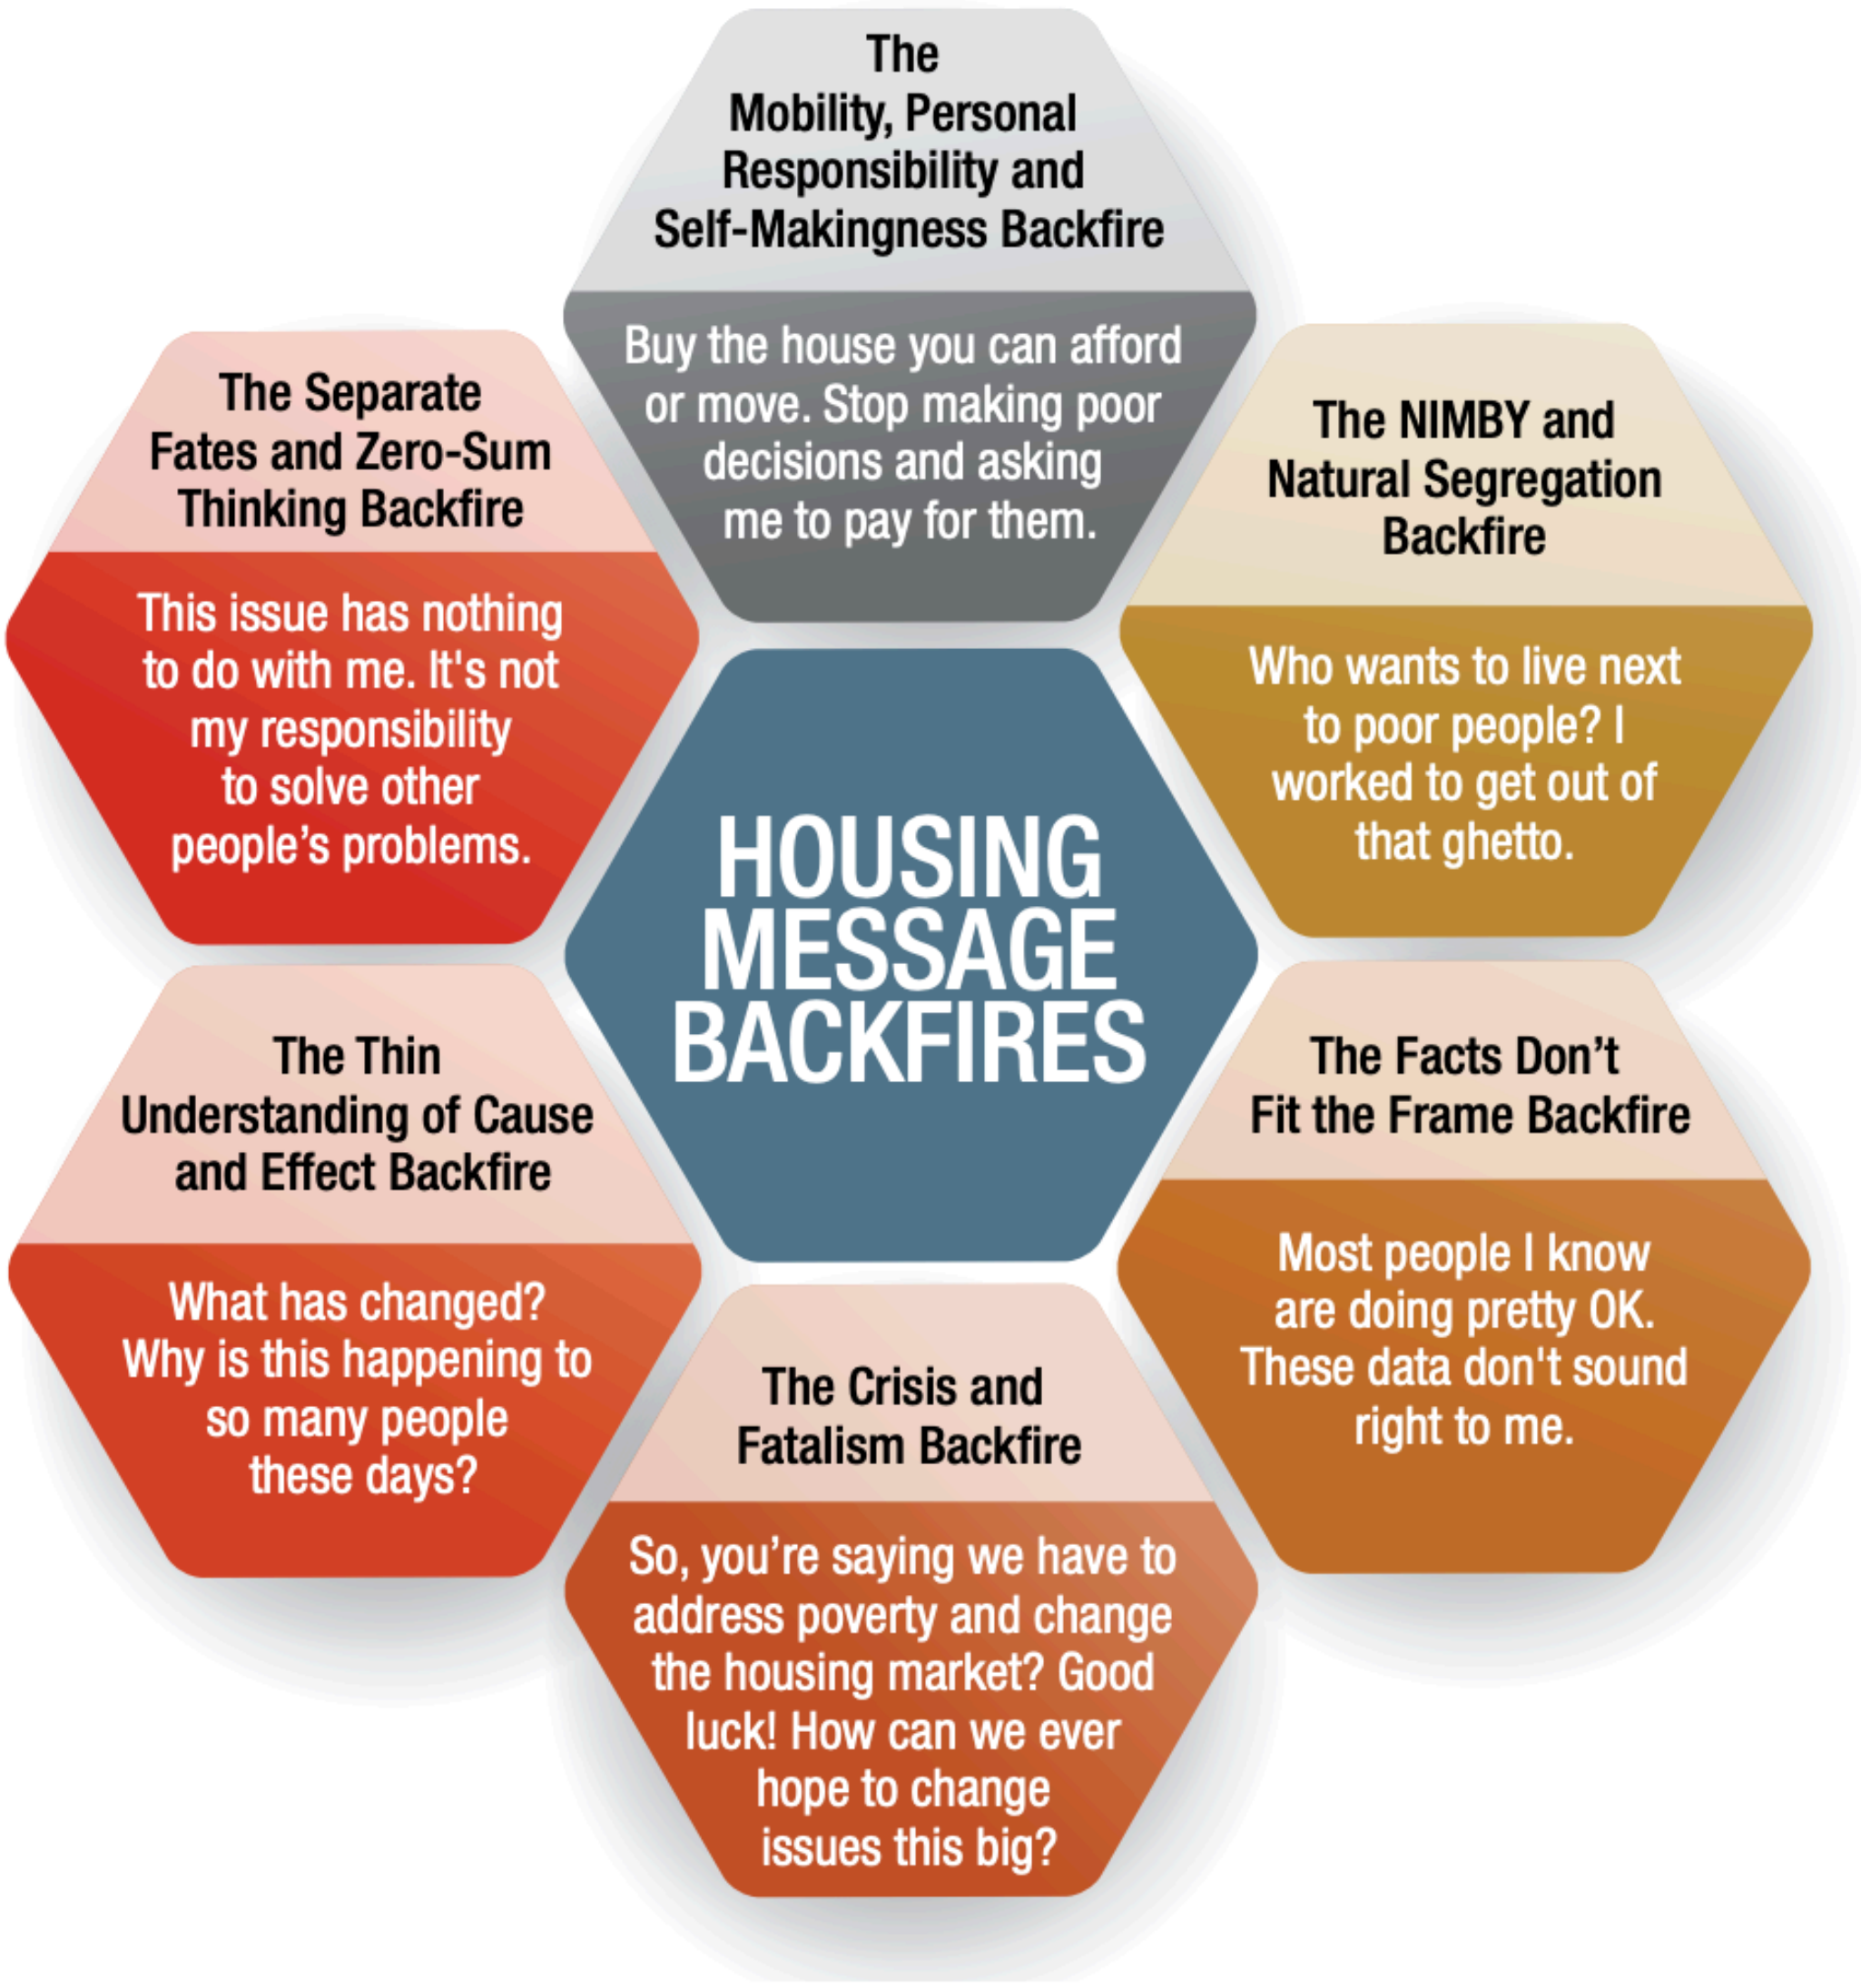 The
Mobility, Personal
Responsibility and
Self-Makingness Backfire
Buy the house you can afford
or move. Stop making poor
decisions and asking
me to pay for them.
The NIMBY and
Natural Segregation
Backfire
Who wants to live next
to poor people? I
worked to get out of
that ghetto.
The Facts Don't
Fit the Frame Backfire
Most people I know
are doing pretty OK.
These data don't sound
right to me.
The Crisis and
Fatalism Backfire
So, you're saying we have to
address poverty and change
the housing market? Good
luck! How can we ever
hope to change
issues this big?
The Thin
Understanding of Cause
and Effect Backfire
What has changed?
Why is this happening to
so many people
these days?
The Separate
Fates and Zero-Sum
Thinking Backfire
This issue has nothing
to do with me. It's not
my responsibility
to solve other
people's problems.
HOUSING
MESSAGE
BACKFIRES